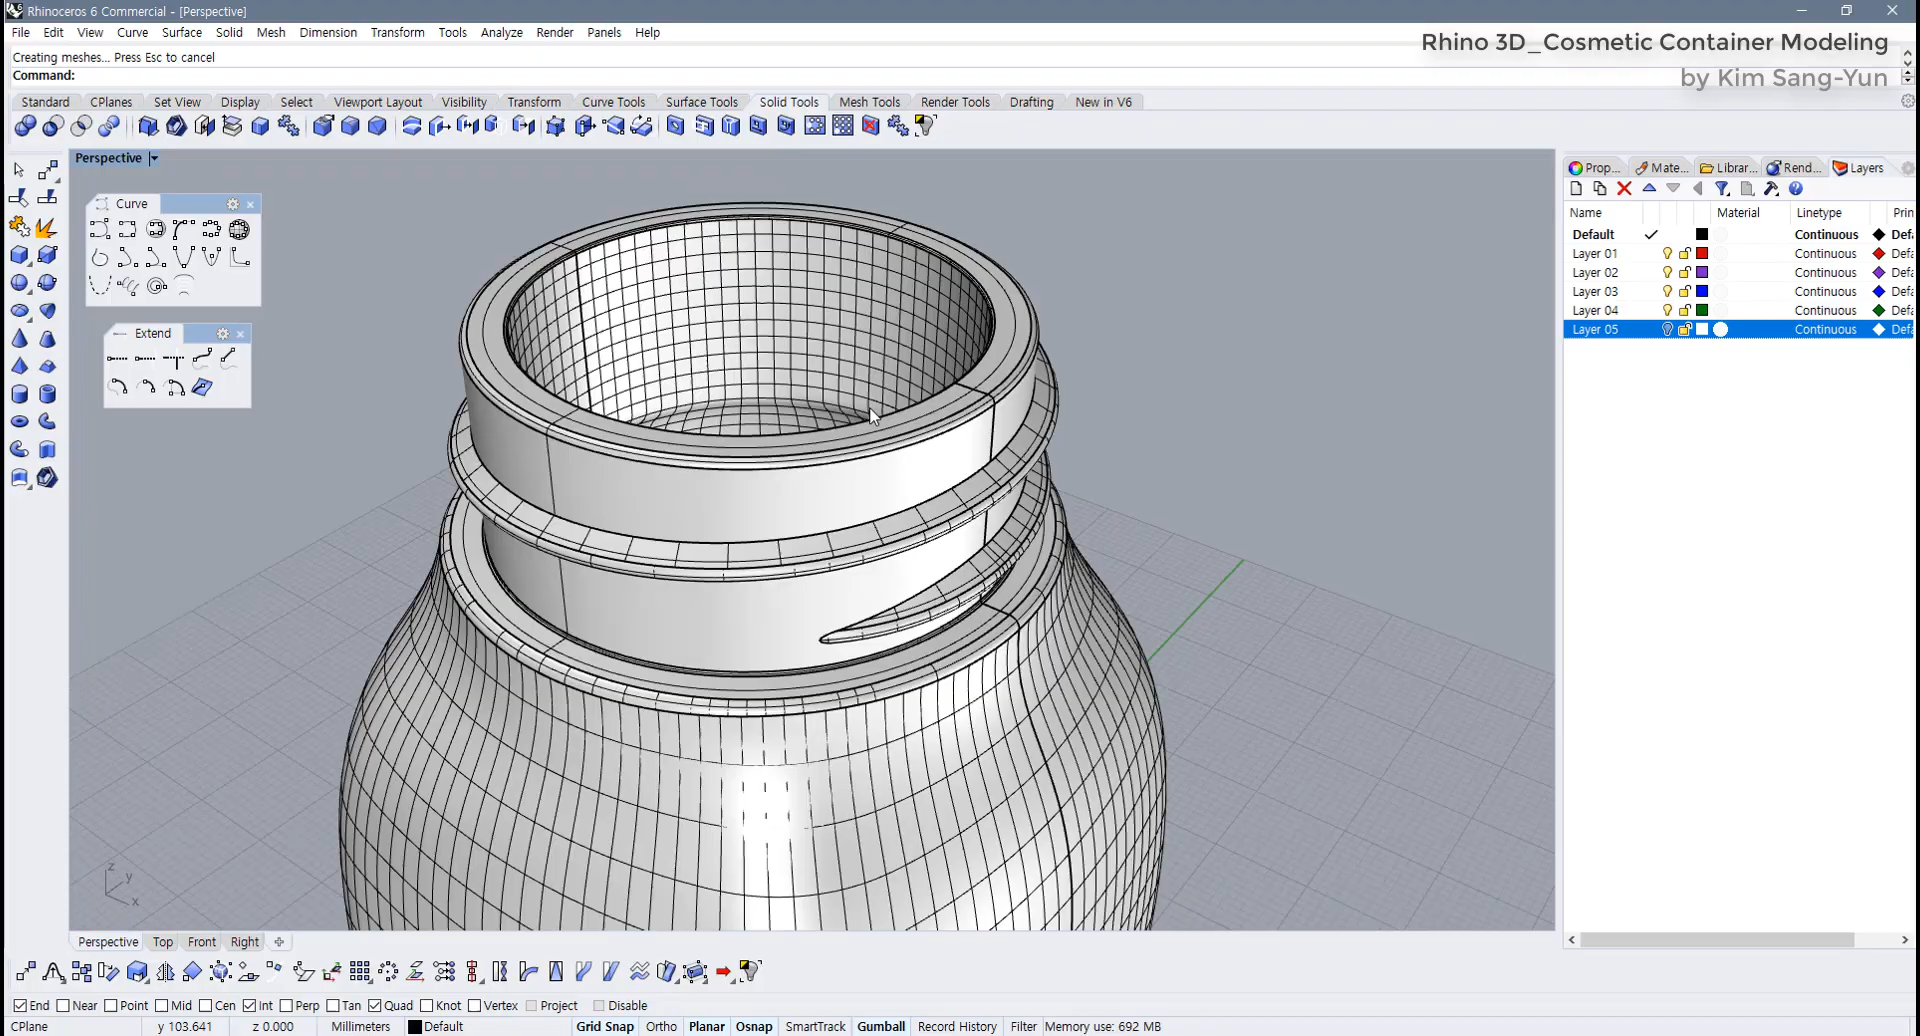 Rhinoceros 6 Commercial - [Perspective]
File Edit View Curve Surface Solid Mesh Dimension Transform Tools Analyze Render Panels Help
Rhino 3D_Cosmetic Container Modeling
by Kim Sang-Yun
Creating meshes... Press Esc to cancel
Command:
Standard CPlanes Set View Display Select Viewport Layout Visibility Transform Curve Tools Surface Tools Solid Tools Mesh Tools Render Tools Drafting New in V6
Perspective
Curve
Extend
Prop... Mate... Librar... Rend... Layers
Name Material Linetype Prin
Default Continuous Defa
Layer 01 Continuous Defa
Layer 02 Continuous Defa
Layer 03 Continuous Defa
Layer 04 Continuous Defa
Layer 05 Continuous Defa
z
y
x
Perspective Top Front Right
End Near Point Mid Cen Int Perp Tan Quad Knot Vertex Project Disable
CPlane y 103.641 z 0.000 Millimeters Default Grid Snap Ortho Planar Osnap SmartTrack Gumball Record History Filter Memory use: 692 MB